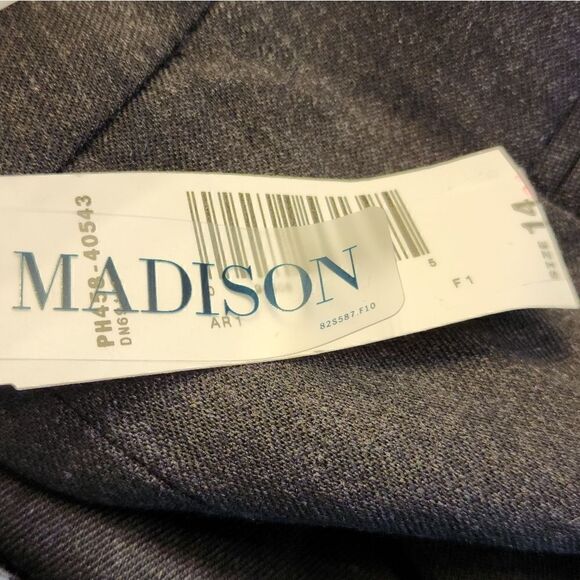 PH458-40543
MADISON
AR1
82S587.F10
5
F1
SIZE 14